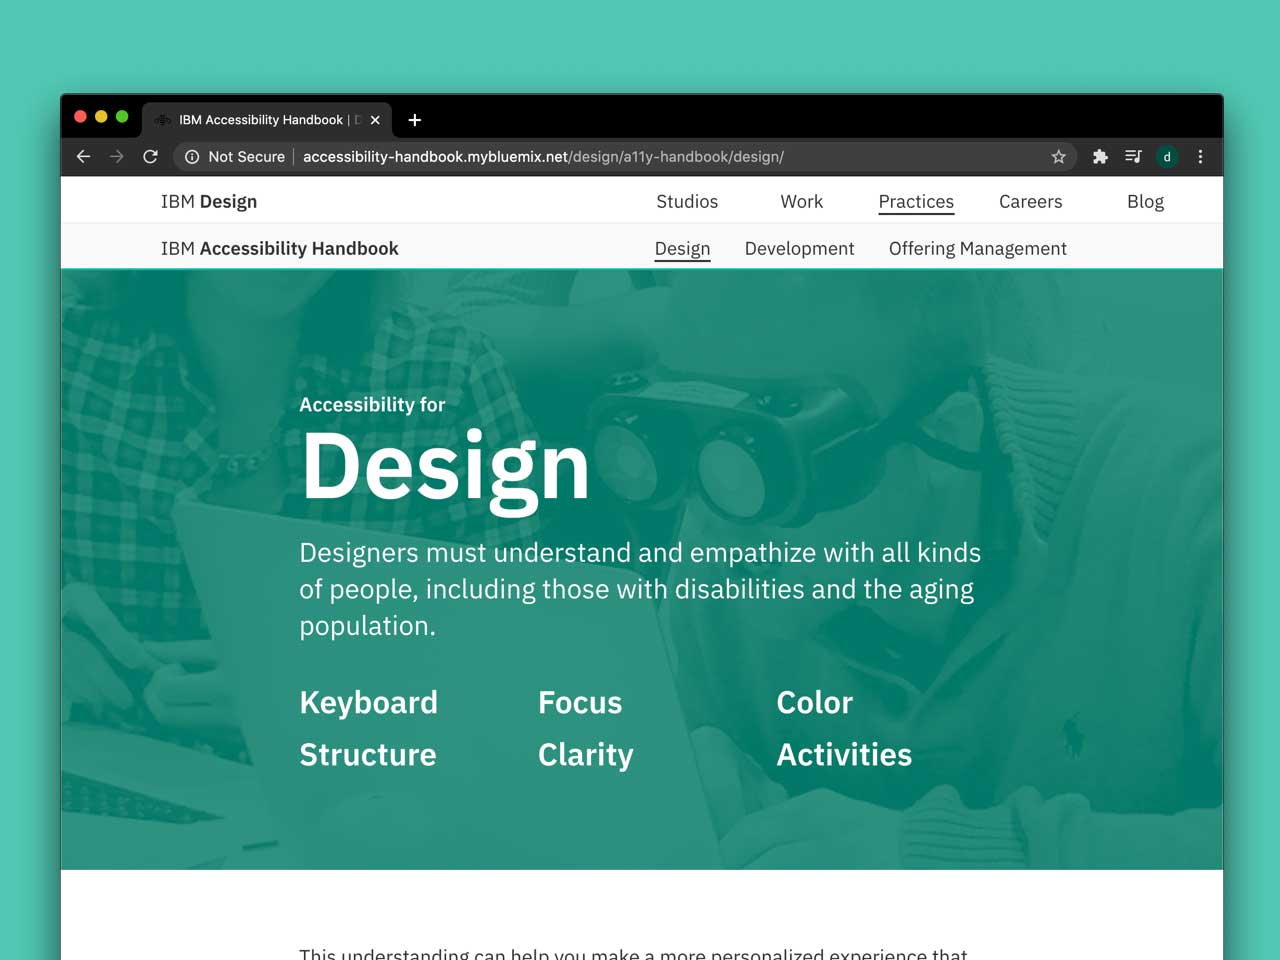 IBM Accessibility Handbook | D
Not Secure accessibility-handbook.mybluemix.net/design/a11y-handbook/design/ d
IBM Design Studios Work Practices Careers Blog
IBM Accessibility Handbook Design Development Offering Management
Accessibility for
Design
Designers must understand and empathize with all kinds
of people, including those with disabilities and the aging
population.
Keyboard Focus Color
Structure Clarity Activities
This understanding can help you make a more personalized experience that